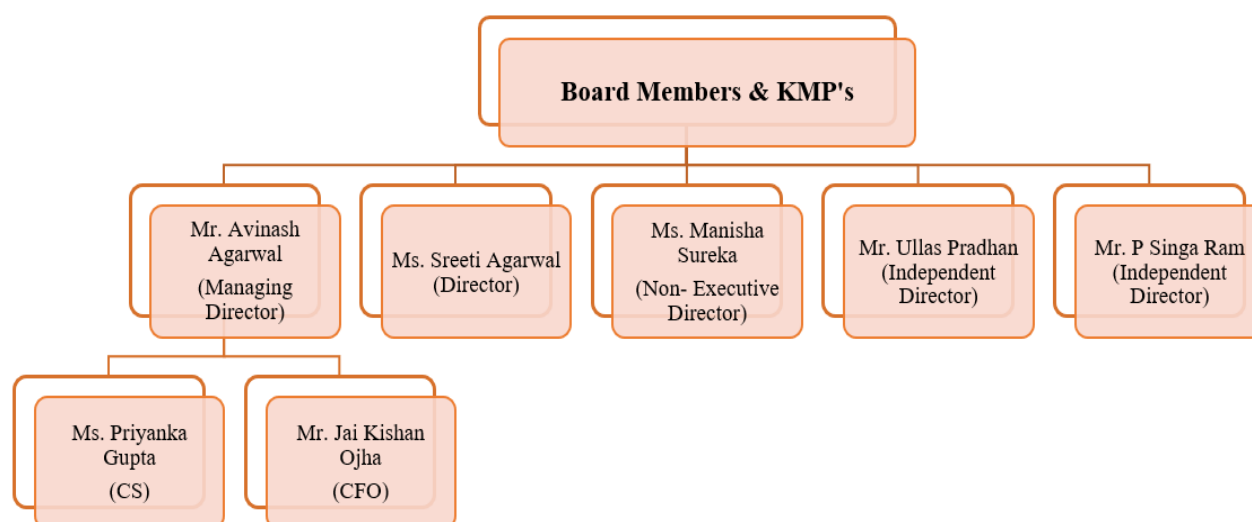 Board Members & KMP's
Mr. Avinash
Agarwal
(Managing
Director)
Ms. Sreeti Agarwal
(Director)
Ms. Manisha
Sureka
(Non- Executive
Director)
Mr. Ullas Pradhan
(Independent
Director)
Mr. P Singa Ram
(Independent
Director)
Ms. Priyanka
Gupta
(CS)
Mr. Jai Kishan
Ojha
(CFO)